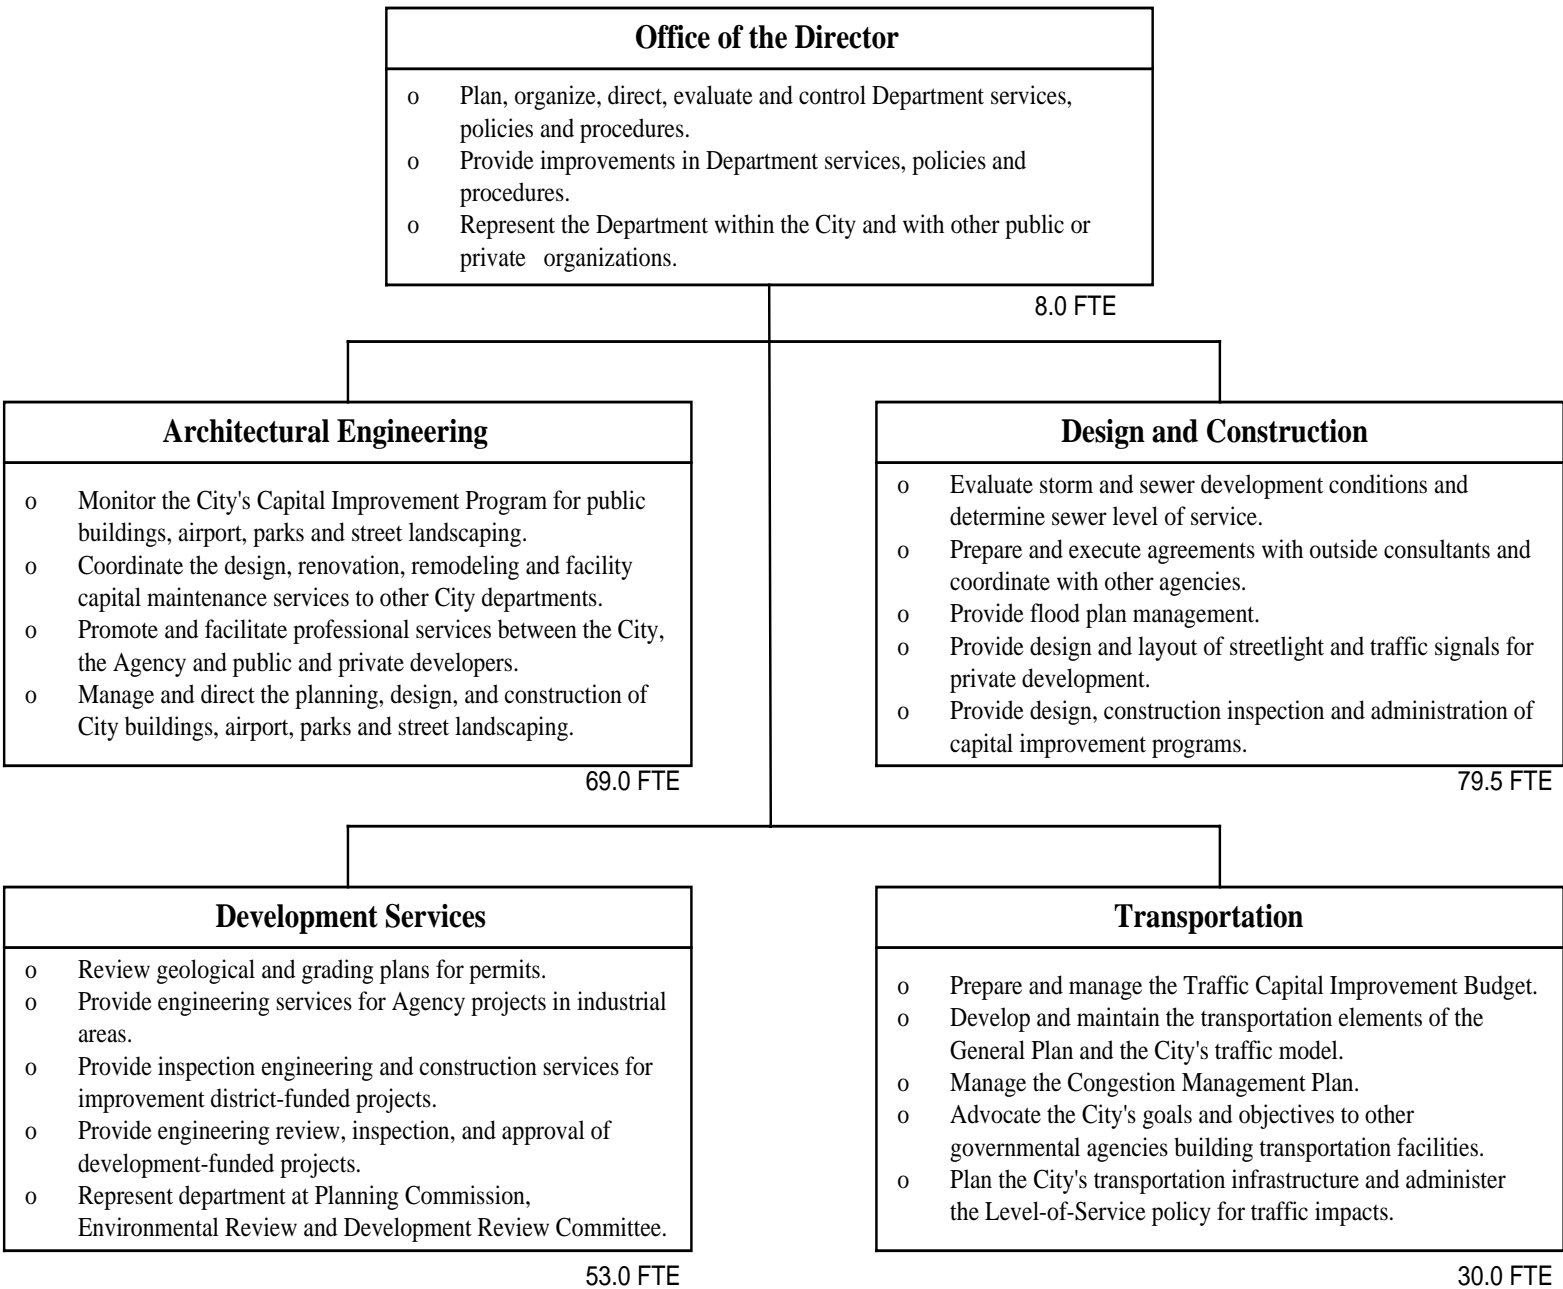 Office of the Director
o Plan, organize, direct, evaluate and control Department services,
policies and procedures.
o Provide improvements in Department services, policies and
procedures.
o Represent the Department within the City and with other public or
private organizations.
8.0 FTE
Architectural Engineering
o Monitor the City's Capital Improvement Program for public
buildings, airport, parks and street landscaping.
o Coordinate the design, renovation, remodeling and facility
capital maintenance services to other City departments.
o Promote and facilitate professional services between the City,
the Agency and public and private developers.
o Manage and direct the planning, design, and construction of
City buildings, airport, parks and street landscaping.
69.0 FTE
Design and Construction
o Evaluate storm and sewer development conditions and
determine sewer level of service.
o Prepare and execute agreements with outside consultants and
coordinate with other agencies.
o Provide flood plan management.
o Provide design and layout of streetlight and traffic signals for
private development.
o Provide design, construction inspection and administration of
capital improvement programs.
79.5 FTE
Development Services
o Review geological and grading plans for permits.
o Provide engineering services for Agency projects in industrial
areas.
o Provide inspection engineering and construction services for
improvement district-funded projects.
o Provide engineering review, inspection, and approval of
development-funded projects.
o Represent department at Planning Commission,
Environmental Review and Development Review Committee.
53.0 FTE
Transportation
o Prepare and manage the Traffic Capital Improvement Budget.
o Develop and maintain the transportation elements of the
General Plan and the City's traffic model.
o Manage the Congestion Management Plan.
o Advocate the City's goals and objectives to other
governmental agencies building transportation facilities.
o Plan the City's transportation infrastructure and administer
the Level-of-Service policy for traffic impacts.
30.0 FTE